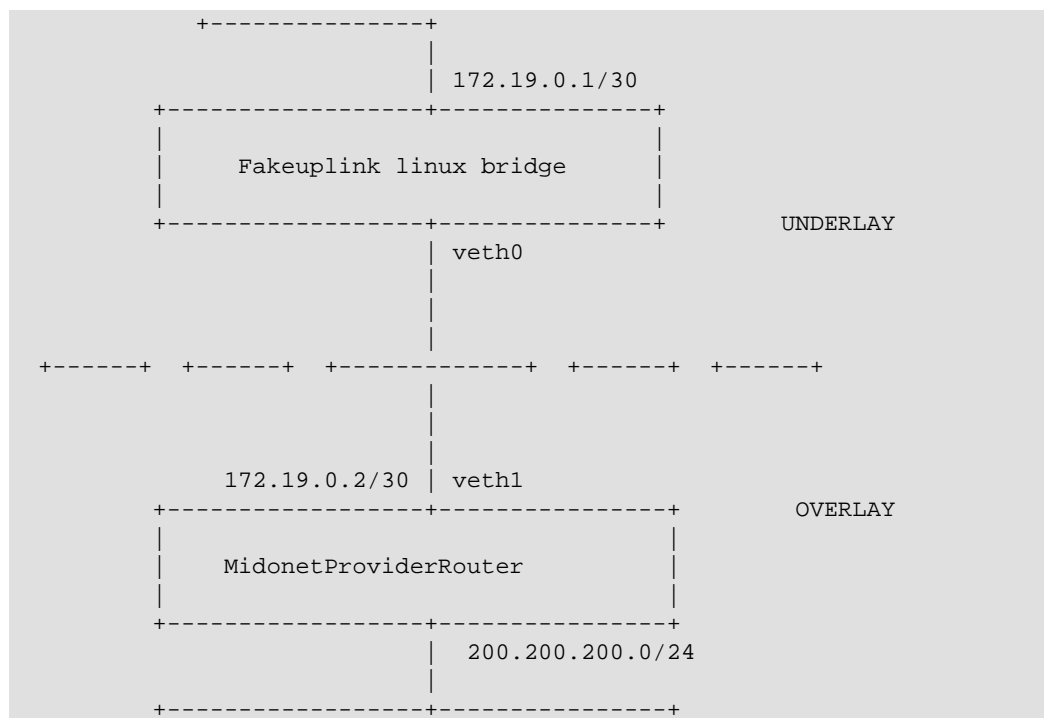 172.19.0.1/30
Fakeuplink linux bridge
UNDERLAY
veth0
172.19.0.2/30 veth1
OVERLAY
MidonetProviderRouter
200.200.200.0/24